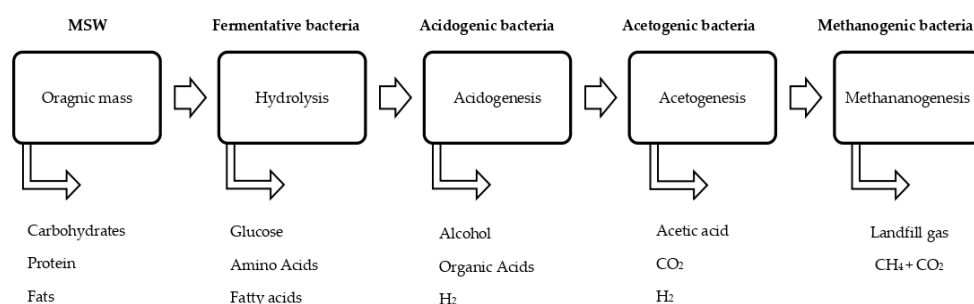 MSW Fermentative bacteria Acidogenic bacteria Acetogenic bacteria Methanogenic bacteria
Oragnic mass Hydrolysis Acidogenesis Acetogenesis Methananogenesis
Carbohydrates Glucose Alcohol Acetic acid Landfill gas
Protein Amino Acids Organic Acids CO₂ CH₄ + CO₂
Fats Fatty acids H₂ H₂